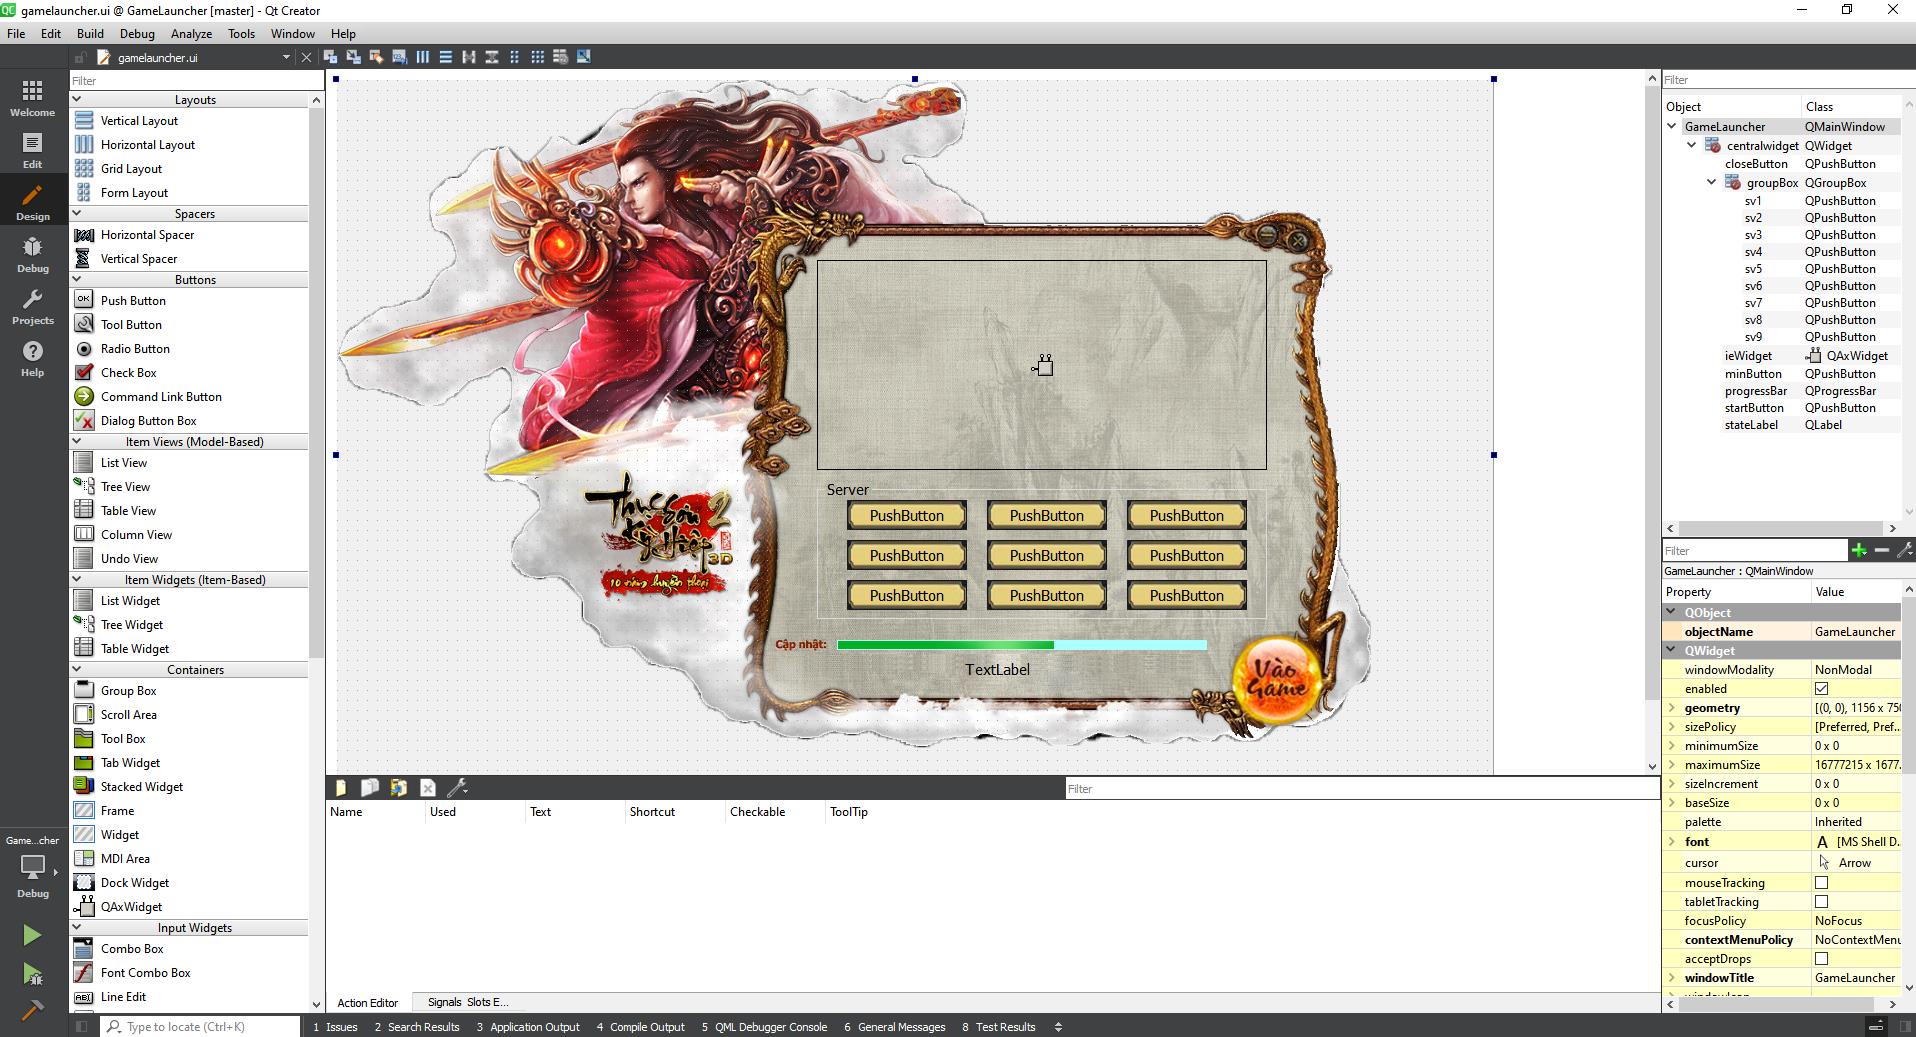 gamelauncher.ui @ GameLauncher [master] - Qt Creator
File Edit Build Debug Analyze Tools Window Help
gamelauncher.ui
Welcome
Edit
Design
Debug
Projects
Help
Game...cher
Debug
Filter
Layouts
Vertical Layout
Horizontal Layout
Grid Layout
Form Layout
Spacers
Horizontal Spacer
Vertical Spacer
Buttons
OK Push Button
Tool Button
Radio Button
Check Box
Command Link Button
Dialog Button Box
Item Views (Model-Based)
List View
Tree View
Table View
Column View
Undo View
Item Widgets (Item-Based)
List Widget
Tree Widget
Table Widget
Containers
Group Box
Scroll Area
Tool Box
Tab Widget
Stacked Widget
Frame
Widget
MDI Area
Dock Widget
QAxWidget
Input Widgets
Combo Box
Font Combo Box
Line Edit
Thục Sơn 2
Kỳ Hiệp
3D
10 năm huyền thoại
Server
PushButton PushButton PushButton
PushButton PushButton PushButton
PushButton PushButton PushButton
Cập nhật:
TextLabel
Vào
Game
Filter
Name Used Text Shortcut Checkable ToolTip
Action Editor Signals Slots E...
Filter
Object Class
GameLauncher QMainWindow
centralwidget QWidget
closeButton QPushButton
groupBox QGroupBox
sv1 QPushButton
sv2 QPushButton
sv3 QPushButton
sv4 QPushButton
sv5 QPushButton
sv6 QPushButton
sv7 QPushButton
sv8 QPushButton
sv9 QPushButton
ieWidget QAxWidget
minButton QPushButton
progressBar QProgressBar
startButton QPushButton
stateLabel QLabel
Filter
GameLauncher : QMainWindow
Property Value
QObject
objectName GameLauncher
QWidget
windowModality NonModal
enabled
geometry [(0, 0), 1156 x 750
sizePolicy [Preferred, Pref...
minimumSize 0 x 0
maximumSize 16777215 x 1677...
sizeIncrement 0 x 0
baseSize 0 x 0
palette Inherited
font A [MS Shell D...
cursor Arrow
mouseTracking
tabletTracking
focusPolicy NoFocus
contextMenuPolicy NoContextMenu
acceptDrops
windowTitle GameLauncher
Type to locate (Ctrl+K) 1 Issues 2 Search Results 3 Application Output 4 Compile Output 5 QML Debugger Console 6 General Messages 8 Test Results